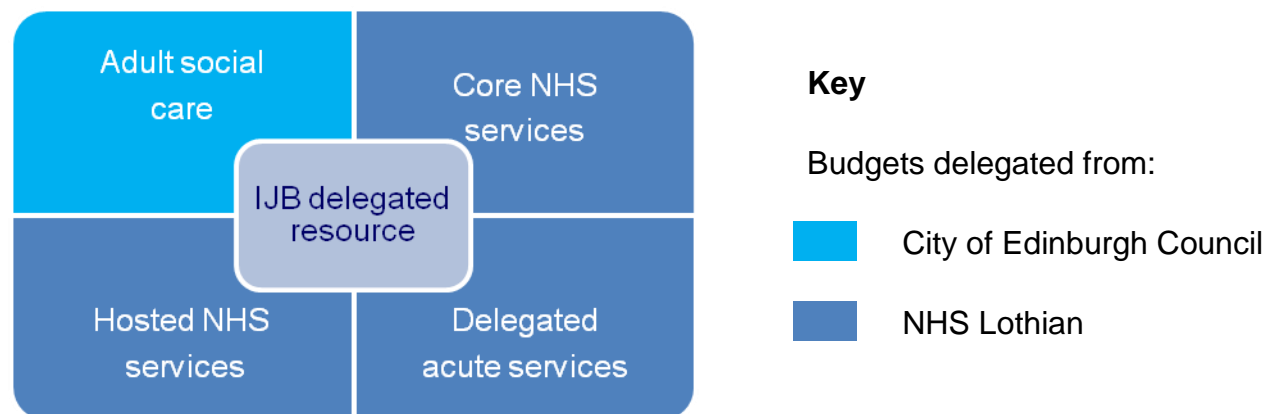 Adult social
care
Core NHS
services
IJB delegated
resource
Hosted NHS
services
Delegated
acute services
Key
Budgets delegated from:
City of Edinburgh Council
NHS Lothian